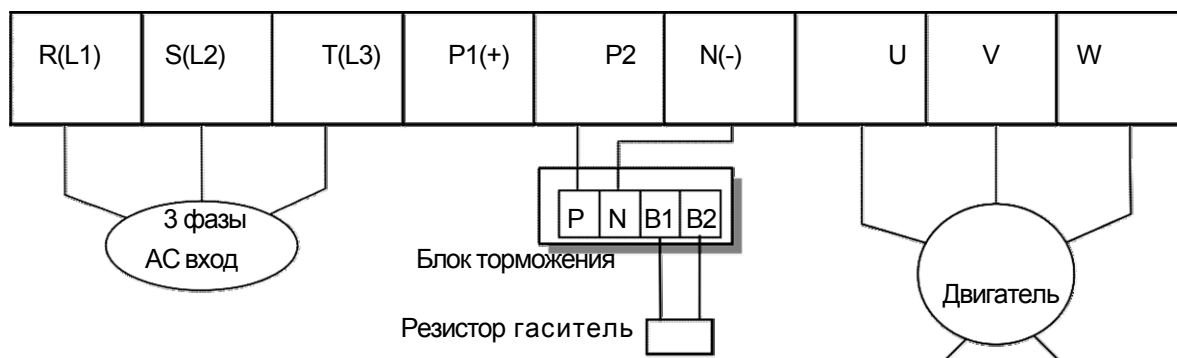 R(L1) S(L2) T(L3) P1(+) P2 N(-) U V W
P N B1 B2
3 фазы
АС вход
Блок торможения
Двигатель
Резистор гаситель